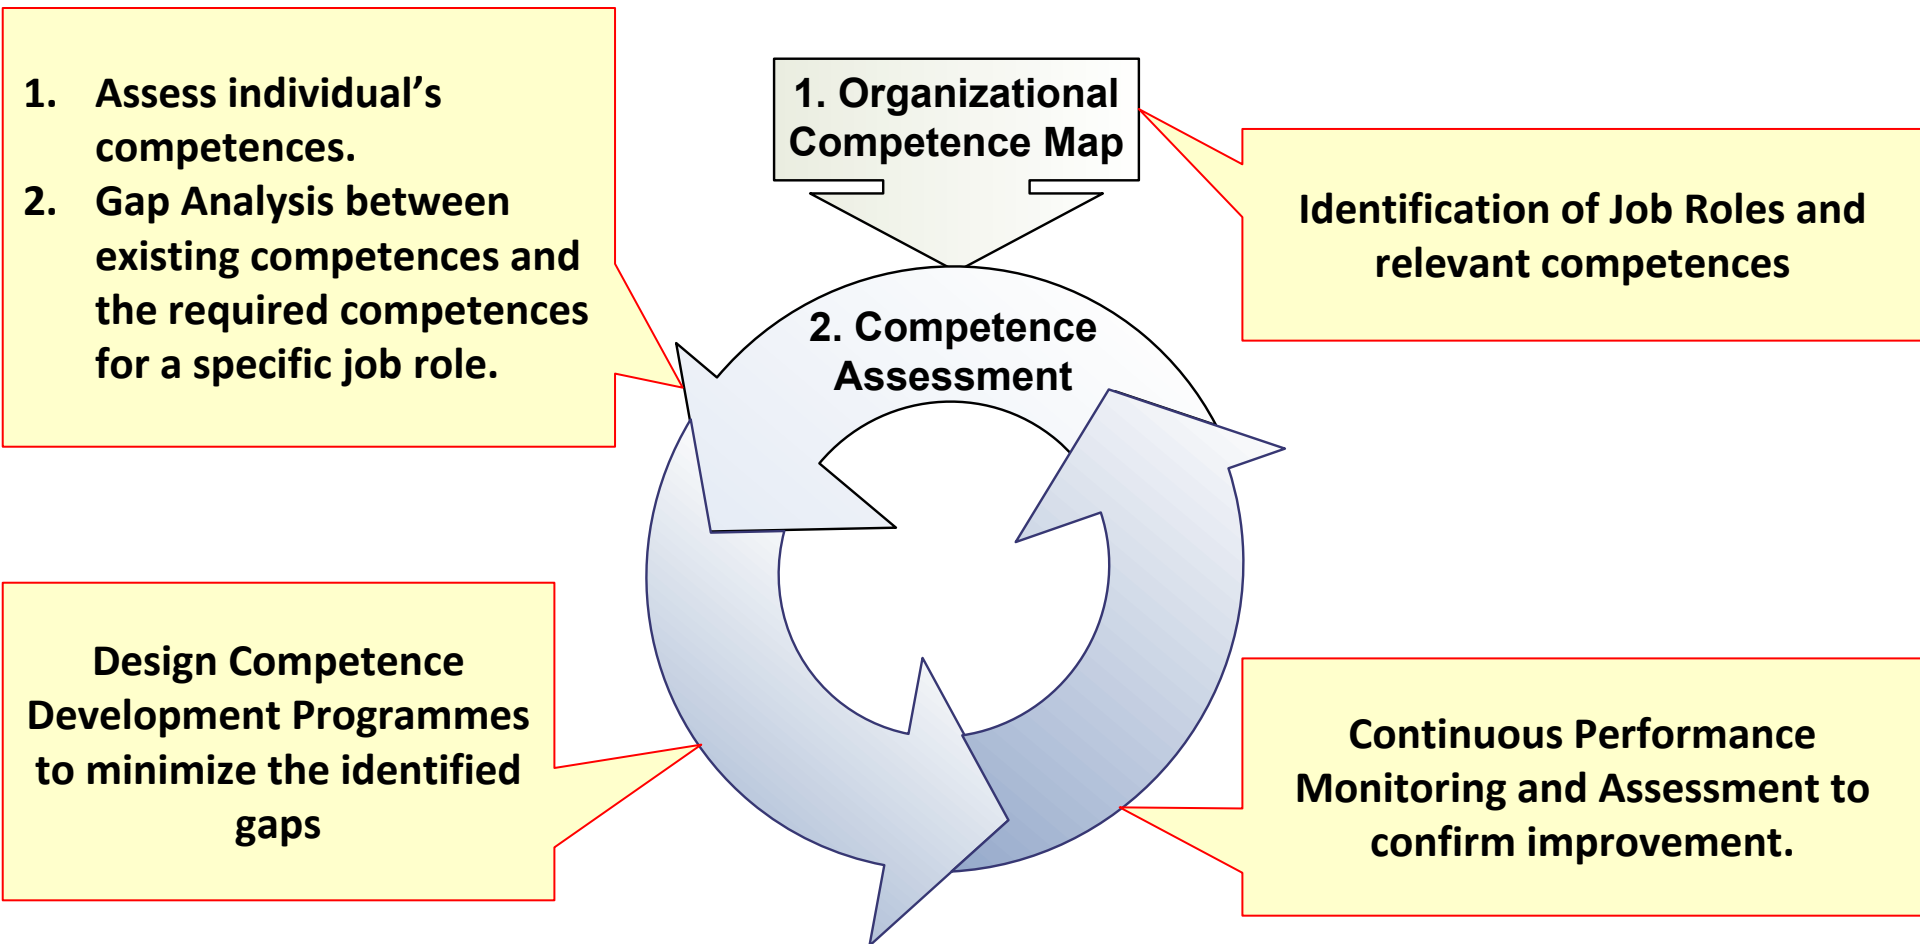 1. Assess individual’s
competences.
2. Gap Analysis between
existing competences and
the required competences
for a specific job role.
1. Organizational
Competence Map
Identification of Job Roles and
relevant competences
2. Competence
Assessment
Design Competence
Development Programmes
to minimize the identified
gaps
Continuous Performance
Monitoring and Assessment to
confirm improvement.